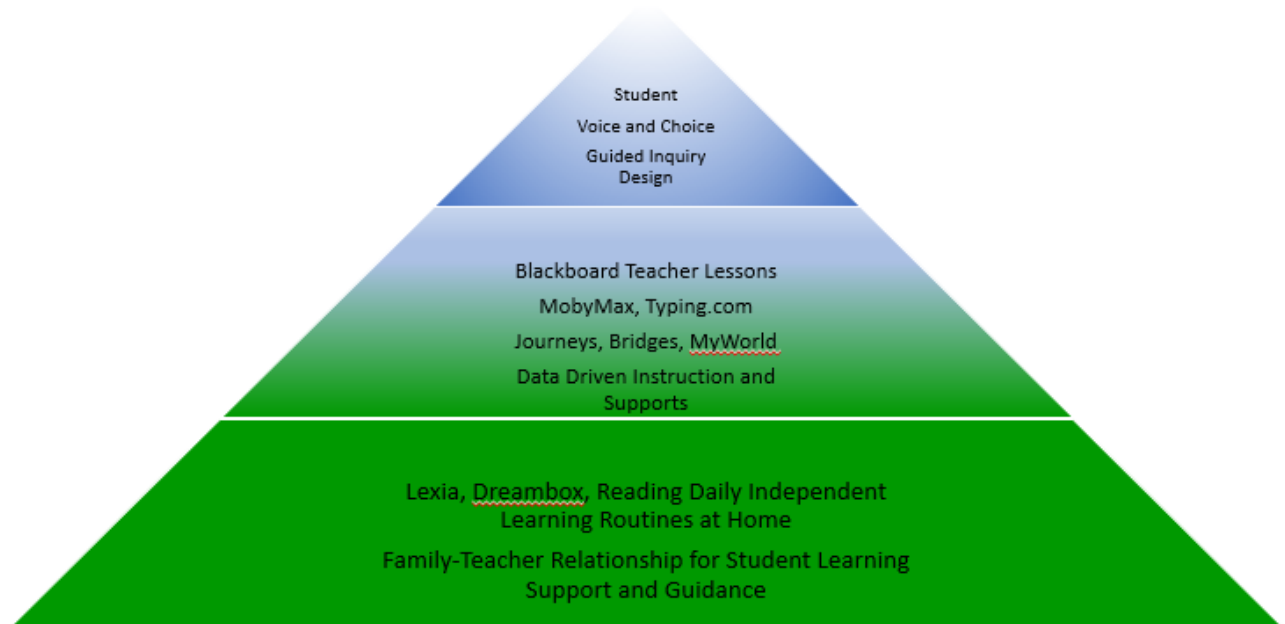 Student
Voice and Choice
Guided Inquiry
Design
Blackboard Teacher Lessons
MobyMax, Typing.com
Journeys, Bridges, MyWorld
Data Driven Instruction and
Supports
Lexia, Dreambox, Reading Daily Independent
Learning Routines at Home
Family-Teacher Relationship for Student Learning
Support and Guidance